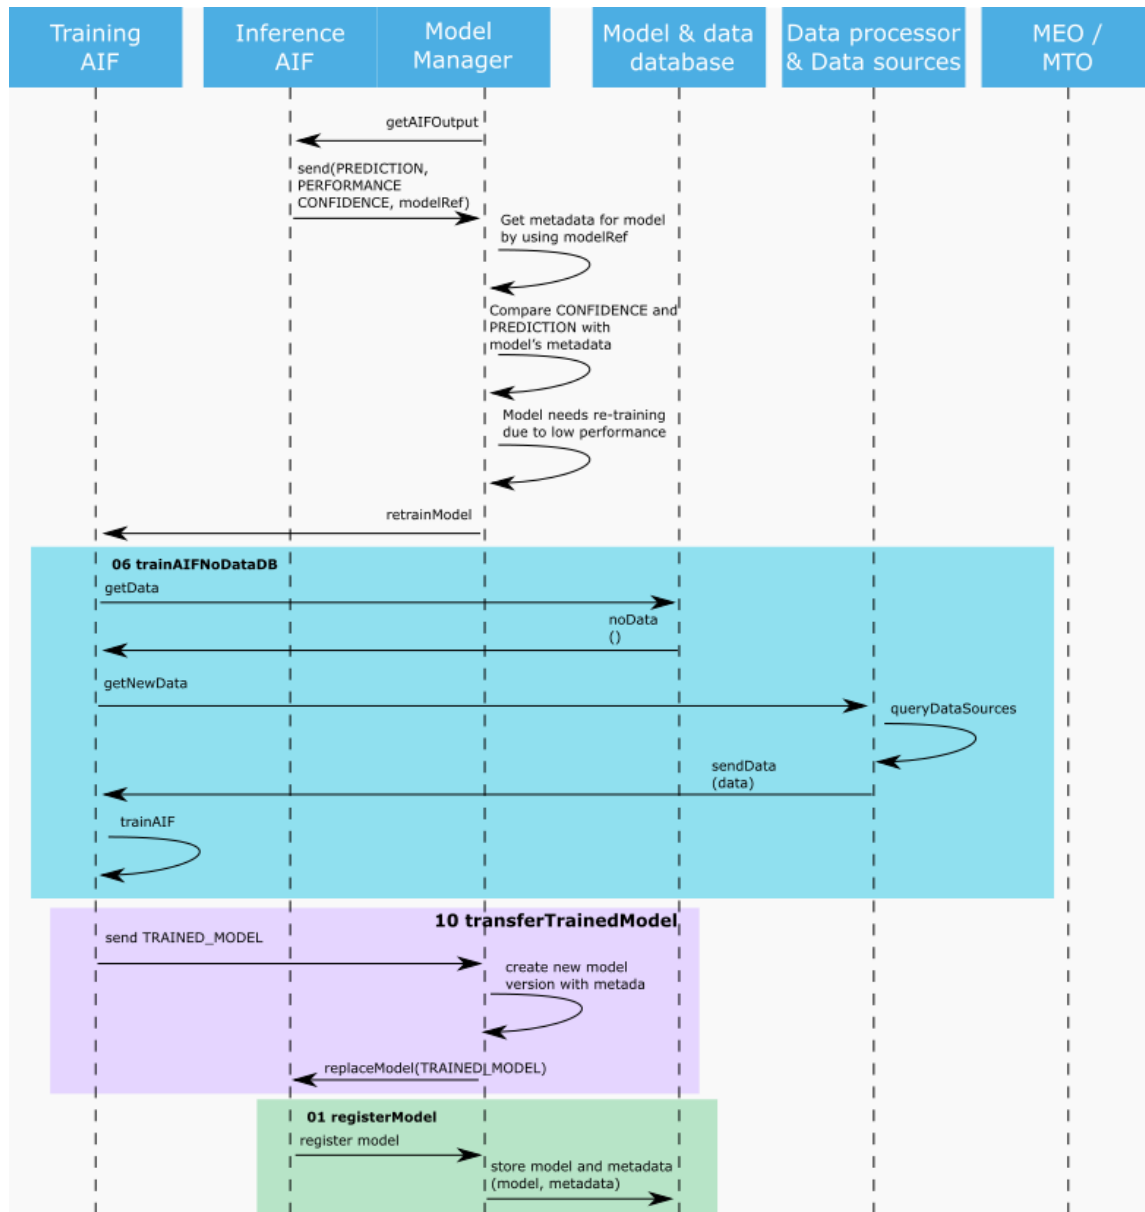 Training
AIF
Inference
AIF
Model
Manager
Model & data
database
Data processor
& Data sources
MEO /
MTO
getAIFOutput
send(PREDICTION,
PERFORMANCE
CONFIDENCE, modelRef)
Get metadata for model
by using modelRef
Compare CONFIDENCE and
PREDICTION with
model's metadata
Model needs re-training
due to low performance
retrainModel
06 trainAIFNoDataDB
getData
noData
()
getNewData
queryDataSources
sendData
(data)
trainAIF
10 transferTrainedModel
send TRAINED_MODEL
create new model
version with metada
replaceModel(TRAINED_MODEL)
01 registerModel
register model
store model and metadata
(model, metadata)